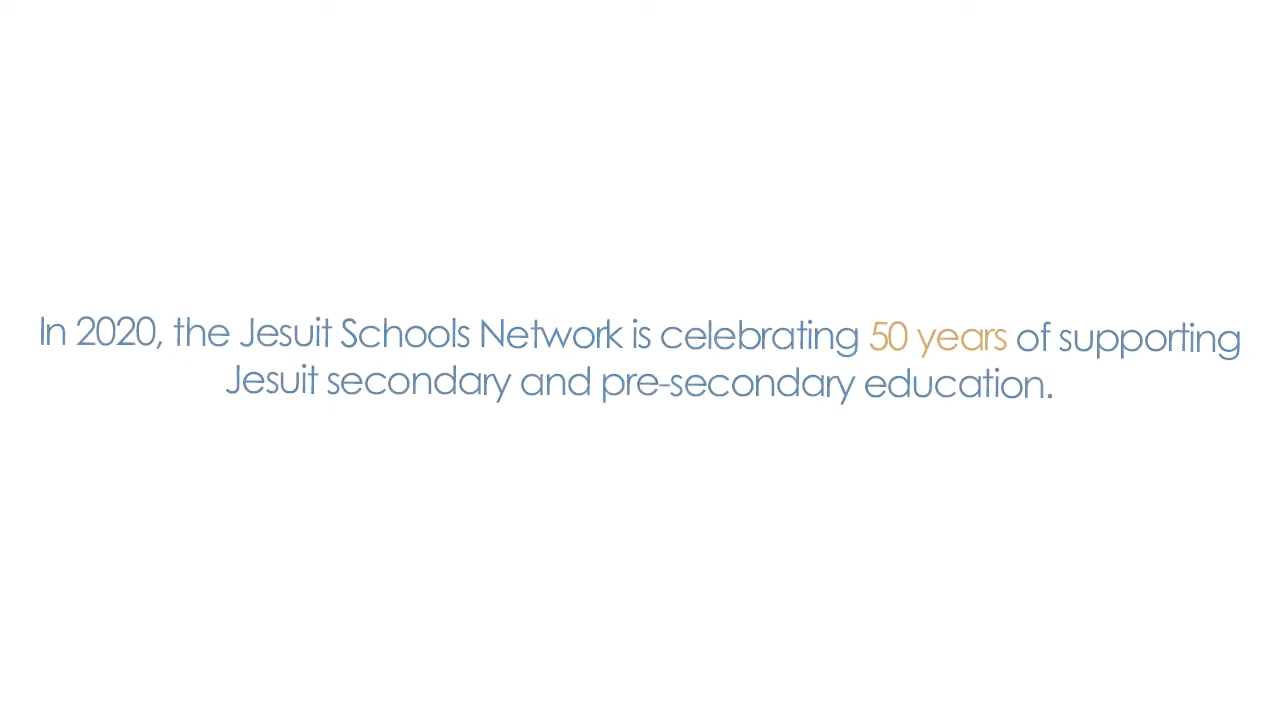 In 2020, the Jesuit Schools Network is celebrating 50 years of supporting
Jesuit secondary and pre-secondary education.